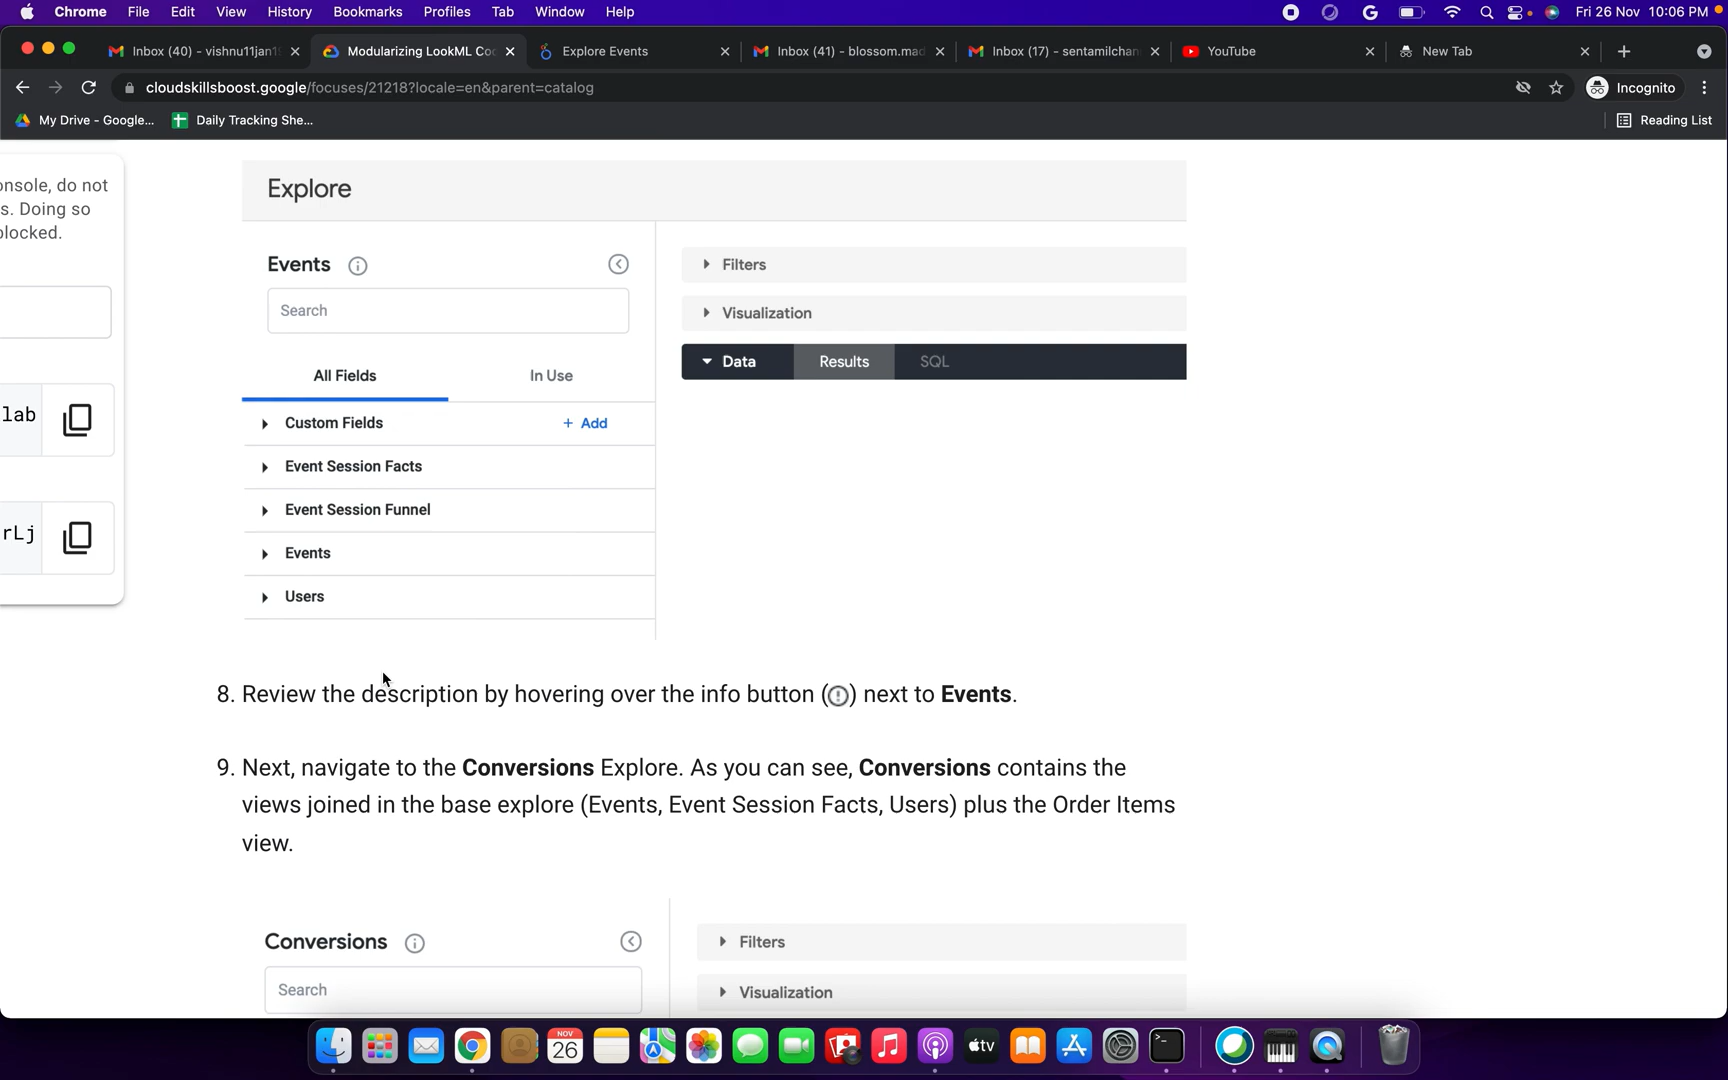 Chrome File Edit View History Bookmarks Profiles Tab Window Help Fri 26 Nov 10:06 PM
Inbox (40) - vishnu11jan1 Modularizing LookML Co Explore Events Inbox (41) - blossom.mad Inbox (17) - sentamilchan YouTube New Tab
cloudskillsboost.google/focuses/21218?locale=en&parent=catalog Incognito
My Drive - Google... Daily Tracking She... Reading List
onsole, do not
s. Doing so
locked.
lab
rLj
Explore
Events
Search
All Fields In Use
Custom Fields + Add
Event Session Facts
Event Session Funnel
Events
Users
Filters
Visualization
Data Results SQL
8. Review the description by hovering over the info button () next to Events.
9. Next, navigate to the Conversions Explore. As you can see, Conversions contains the
views joined in the base explore (Events, Event Session Facts, Users) plus the Order Items
view.
Conversions
Search
Filters
Visualization
NOV
26
tv